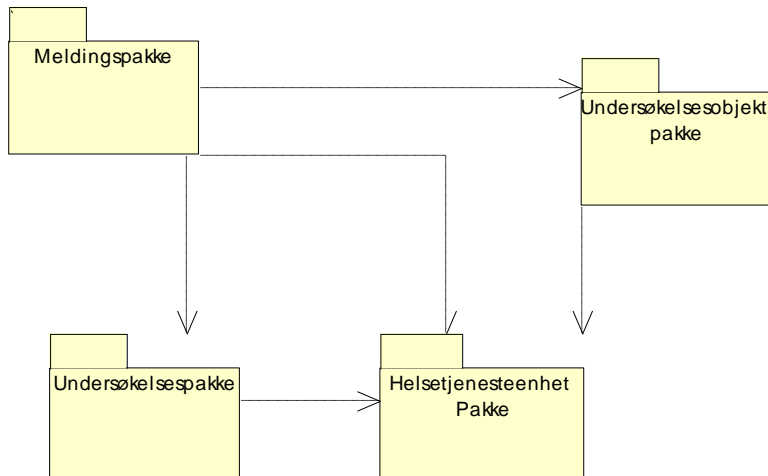 Meldingspakke
Undersøkelsesobjekt
pakke
Undersøkelsespakke
Helsetjenesteenhet
Pakke